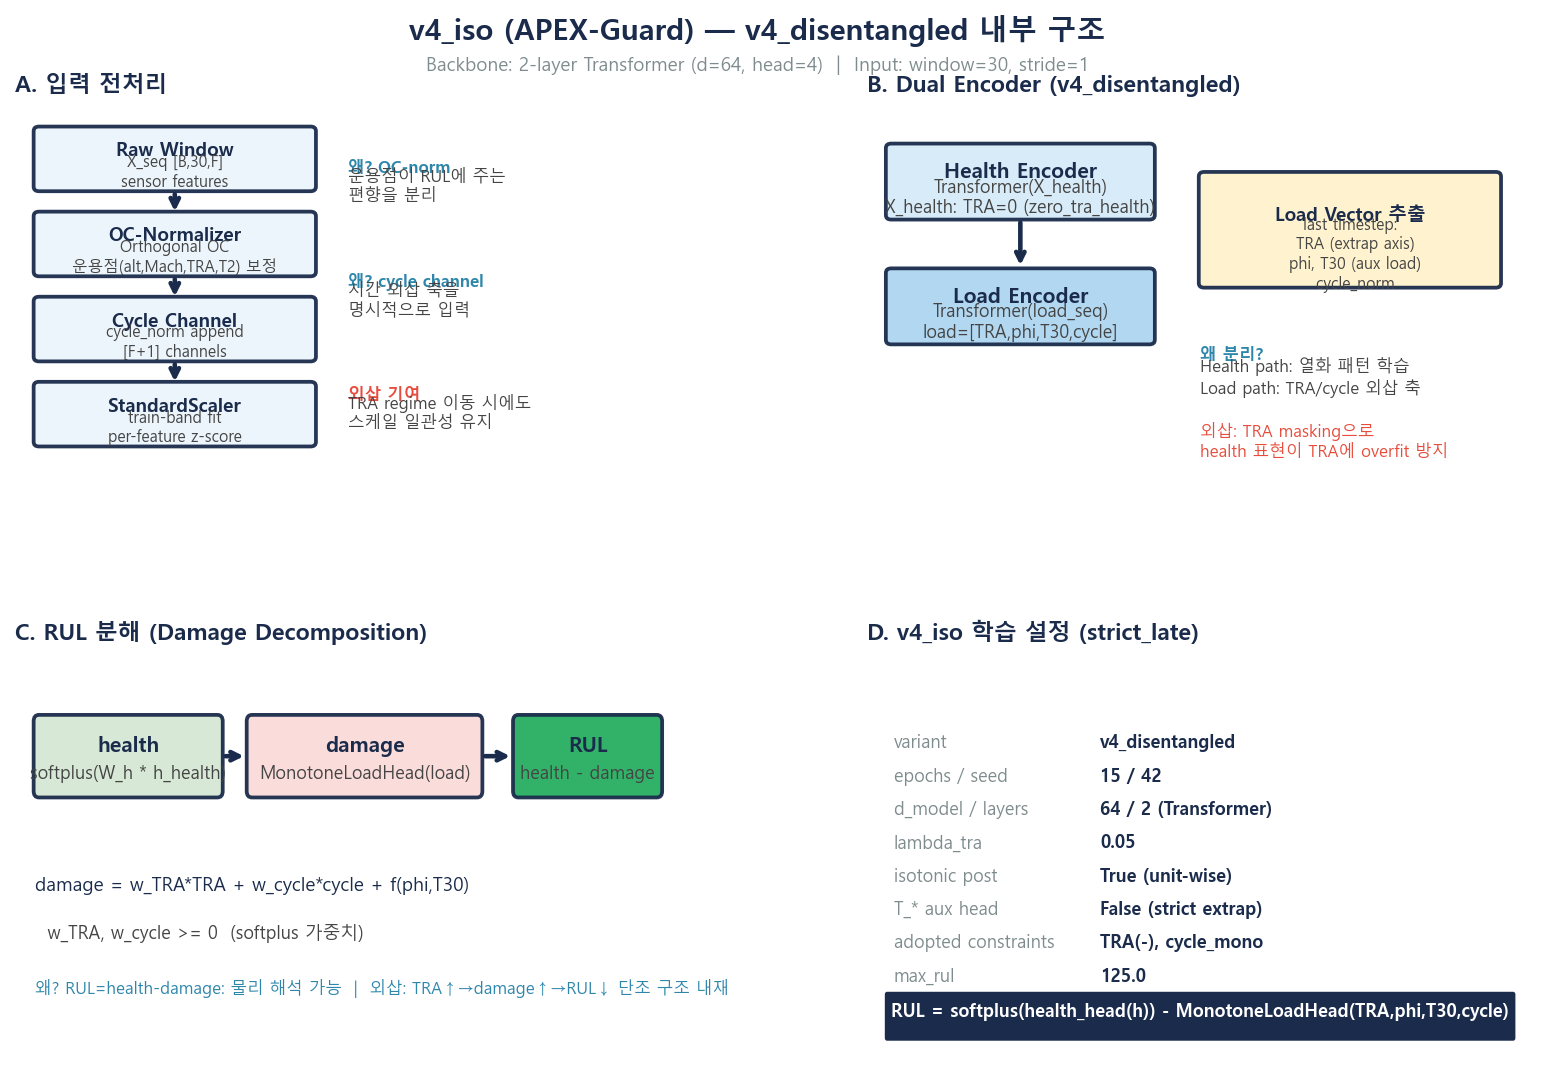 v4_iso (APEX-Guard) — v4_disentangled 내부 구조
Backbone: 2-layer Transformer (d=64, head=4)  |  Input: window=30, stride=1
A. 입력 전처리
Raw Window
X_seq [B,30,F]
sensor features
왜? OC-norm
운용점이 RUL에 주는
편향을 분리
OC-Normalizer
Orthogonal OC
운용점(alt,Mach,TRA,T2) 보정
왜? cycle channel
시간 외삽 축을
명시적으로 입력
Cycle Channel
cycle_norm append
[F+1] channels
StandardScaler
train-band fit
per-feature z-score
외삽 기여
TRA regime 이동 시에도
스케일 일관성 유지
B. Dual Encoder (v4_disentangled)
Health Encoder
Transformer(X_health)
X_health: TRA=0 (zero_tra_health)
Load Encoder
Transformer(load_seq)
load=[TRA,phi,T30,cycle]
Load Vector 추출
last timestep:
TRA (extrap axis)
phi, T30 (aux load)
cycle_norm
왜 분리?
Health path: 열화 패턴 학습
Load path: TRA/cycle 외삽 축
외삽: TRA masking으로
health 표현이 TRA에 overfit 방지
C. RUL 분해 (Damage Decomposition)
health
softplus(W_h * h_health)
damage
MonotoneLoadHead(load)
RUL
health - damage
damage = w_TRA*TRA + w_cycle*cycle + f(phi,T30)
w_TRA, w_cycle >= 0  (softplus 가중치)
왜? RUL=health-damage: 물리 해석 가능  |  외삽: TRA↑→damage↑→RUL↓ 단조 구조 내재
D. v4_iso 학습 설정 (strict_late)
variant v4_disentangled
epochs / seed 15 / 42
d_model / layers 64 / 2 (Transformer)
lambda_tra 0.05
isotonic post True (unit-wise)
T_* aux head False (strict extrap)
adopted constraints TRA(-), cycle_mono
max_rul 125.0
RUL = softplus(health_head(h)) - MonotoneLoadHead(TRA,phi,T30,cycle)